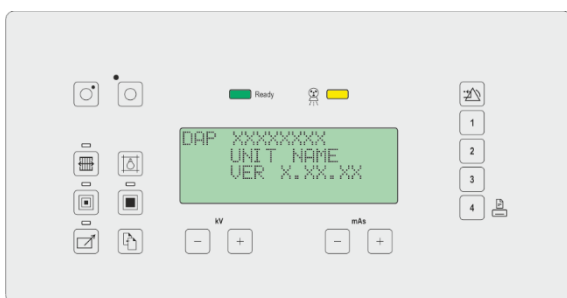 Ready
DAP XXXXXXXX
UNIT NAME
VER X.XX.XX
kV
mAs
- +
- +
1
2
3
4